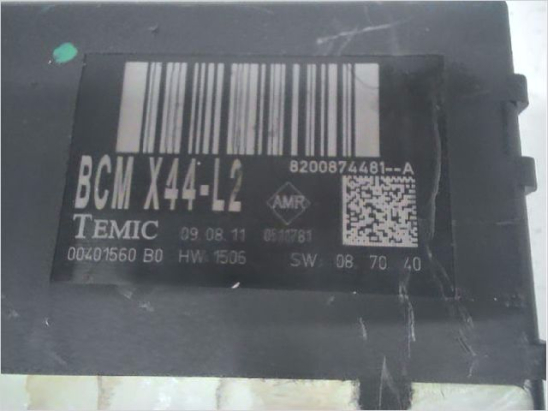 8200874481--A
BCM X44-L2
AMR
TEMIC 09.08.11
00401560 B0 HW 1506 SW 08. 70 40